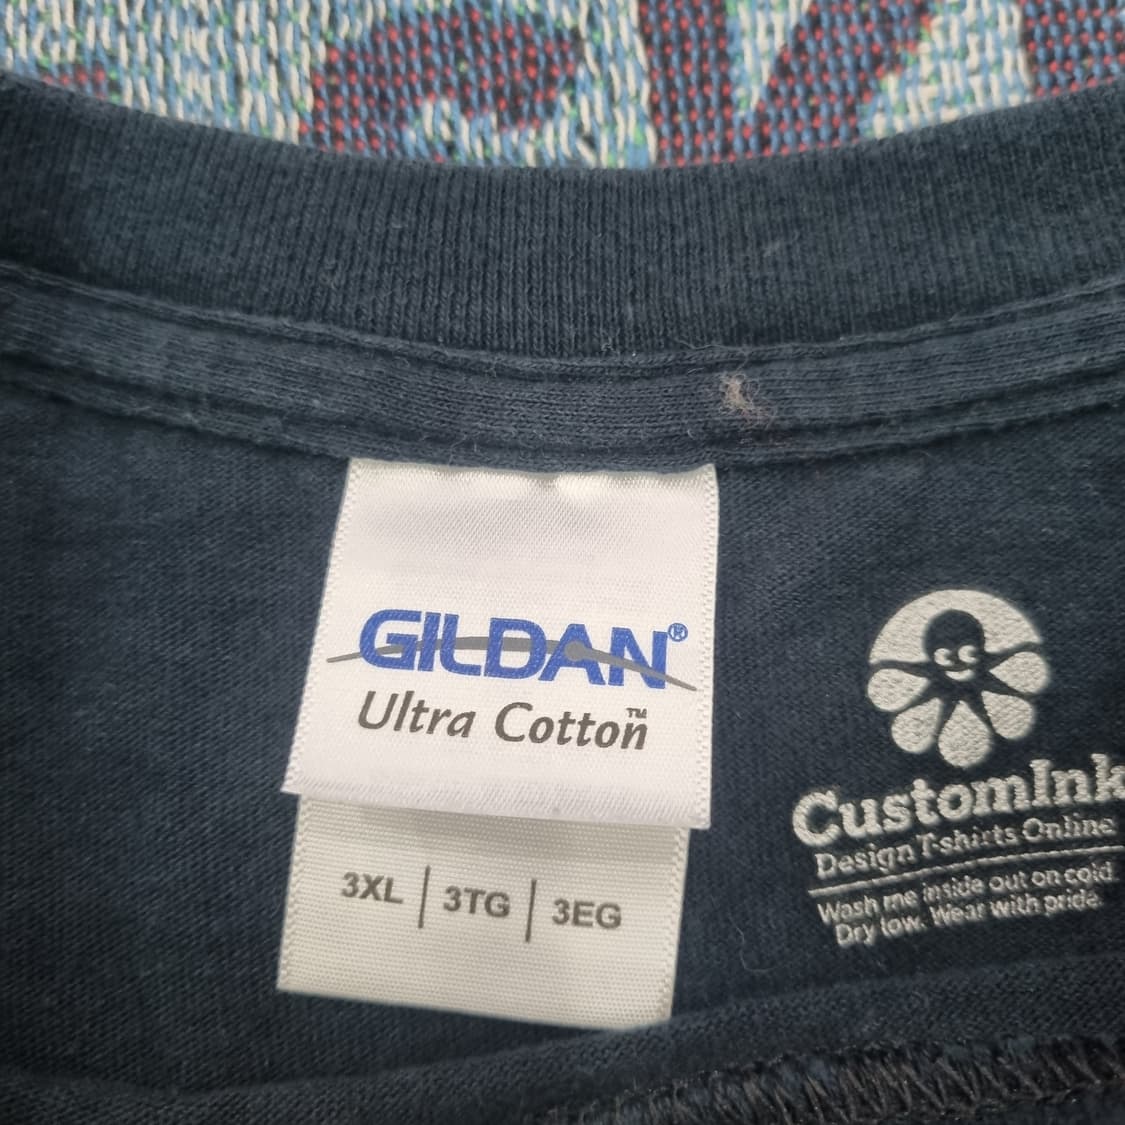 GILDAN®
Ultra Cotton™
3XL | 3TG | 3EG
CustomInk
Design T-shirts Online
Wash me inside out on cold.
Dry low. Wear with pride.